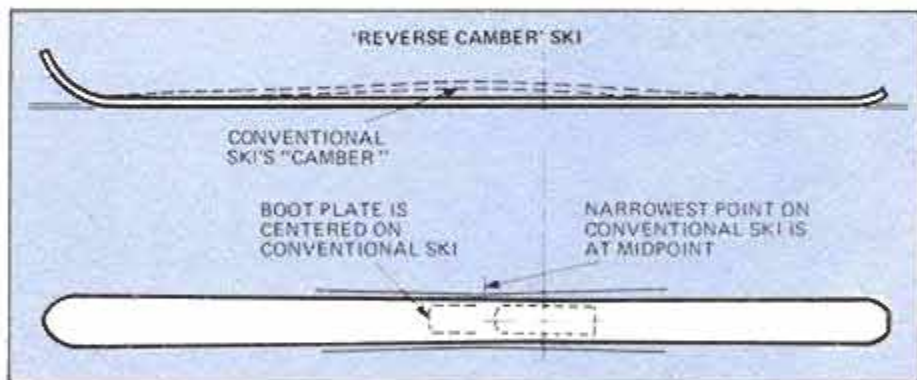 'REVERSE CAMBER' SKI
CONVENTIONAL
SKI'S "CAMBER"
BOOT PLATE IS
CENTERED ON
CONVENTIONAL SKI
NARROWEST POINT ON
CONVENTIONAL SKI IS
AT MIDPOINT